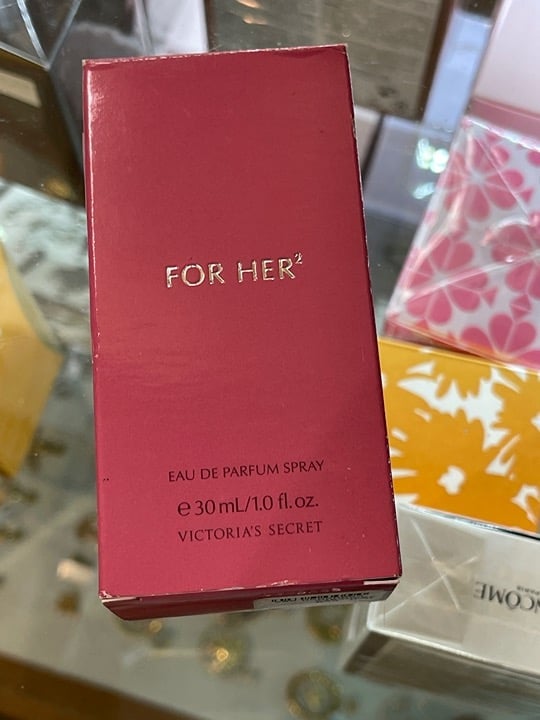 FOR HER²
EAU DE PARFUM SPRAY
℮ 30 mL/1.0 fl. oz.
VICTORIA'S SECRET